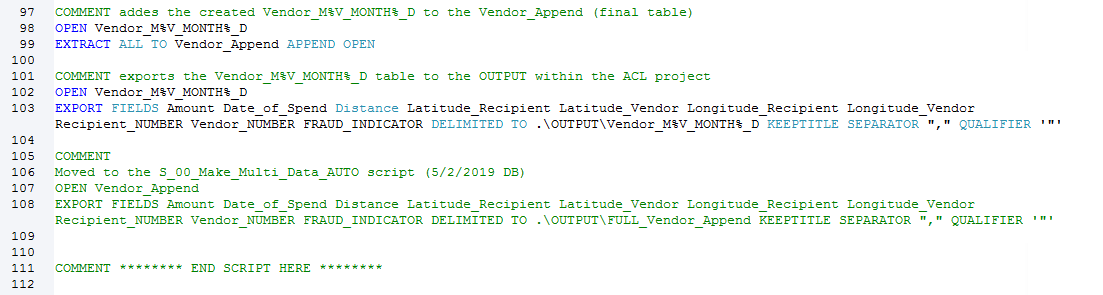 97 COMMENT addes the created Vendor_M%V_MONTH%_D to the Vendor_Append (final table)
98 OPEN Vendor_M%V_MONTH%_D
99 EXTRACT ALL TO Vendor_Append APPEND OPEN
100
101 COMMENT exports the Vendor_M%V_MONTH%_D table to the OUTPUT within the ACL project
102 OPEN Vendor_M%V_MONTH%_D
103 EXPORT FIELDS Amount Date_of_Spend Distance Latitude_Recipient Latitude_Vendor Longitude_Recipient Longitude_Vendor
Recipient_NUMBER Vendor_NUMBER FRAUD_INDICATOR DELIMITED TO .\OUTPUT\Vendor_M%V_MONTH%_D KEEPTITLE SEPARATOR "," QUALIFIER '"'
104
105 COMMENT
106 Moved to the S_00_Make_Multi_Data_AUTO script (5/2/2019 DB)
107 OPEN Vendor_Append
108 EXPORT FIELDS Amount Date_of_Spend Distance Latitude_Recipient Latitude_Vendor Longitude_Recipient Longitude_Vendor
Recipient_NUMBER Vendor_NUMBER FRAUD_INDICATOR DELIMITED TO .\OUTPUT\FULL_Vendor_Append KEEPTITLE SEPARATOR "," QUALIFIER '"'
109
110
111 COMMENT ******** END SCRIPT HERE ********
112